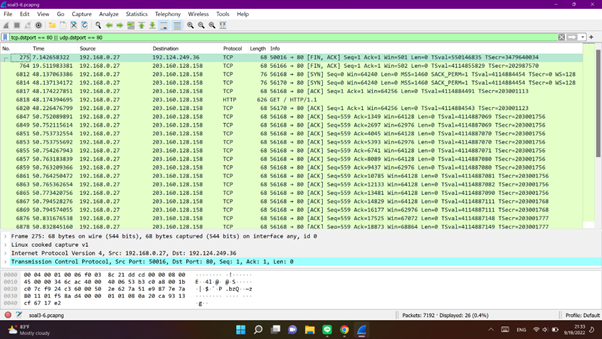 soal3-6.pcapng
File Edit View Go Capture Analyze Statistics Telephony Wireless Tools Help
tcp.dstport == 80 || udp.dstport == 80
No. Time Source Destination Protocol Length Info
275 7.142658322 192.168.0.27 192.124.249.36 TCP 68 50016 → 80 [FIN, ACK] Seq=1 Ack=1 Win=501 Len=0 TSval=550146835 TSecr=3479640034
764 19.511983381 192.168.0.27 203.160.128.158 TCP 68 56154 → 80 [FIN, ACK] Seq=1 Ack=1 Win=502 Len=0 TSval=4114855829 TSecr=202987570
6812 48.137063386 192.168.0.27 203.160.128.158 TCP 76 56168 → 80 [SYN] Seq=0 Win=64240 Len=0 MSS=1460 SACK_PERM=1 TSval=4114884454 TSecr=0 WS=128
6813 48.137134172 192.168.0.27 203.160.128.158 TCP 76 56170 → 80 [SYN] Seq=0 Win=64240 Len=0 MSS=1460 SACK_PERM=1 TSval=4114884454 TSecr=0 WS=128
6817 48.174227851 192.168.0.27 203.160.128.158 TCP 68 56168 → 80 [ACK] Seq=1 Ack=1 Win=64256 Len=0 TSval=4114884491 TSecr=203001113
6818 48.174394695 192.168.0.27 203.160.128.158 HTTP 626 GET / HTTP/1.1
6820 48.226476799 192.168.0.27 203.160.128.158 TCP 68 56170 → 80 [ACK] Seq=1 Ack=1 Win=64256 Len=0 TSval=4114884543 TSecr=203001123
6847 50.752089891 192.168.0.27 203.160.128.158 TCP 68 56168 → 80 [ACK] Seq=559 Ack=1349 Win=64128 Len=0 TSval=4114887069 TSecr=203001756
6849 50.752115614 192.168.0.27 203.160.128.158 TCP 68 56168 → 80 [ACK] Seq=559 Ack=2697 Win=62976 Len=0 TSval=4114887069 TSecr=203001756
6851 50.753732554 192.168.0.27 203.160.128.158 TCP 68 56168 → 80 [ACK] Seq=559 Ack=4045 Win=64128 Len=0 TSval=4114887070 TSecr=203001756
6853 50.753755692 192.168.0.27 203.160.128.158 TCP 68 56168 → 80 [ACK] Seq=559 Ack=5393 Win=62976 Len=0 TSval=4114887070 TSecr=203001756
6855 50.754267943 192.168.0.27 203.160.128.158 TCP 68 56168 → 80 [ACK] Seq=559 Ack=6741 Win=64128 Len=0 TSval=4114887071 TSecr=203001756
6857 50.763183839 192.168.0.27 203.160.128.158 TCP 68 56168 → 80 [ACK] Seq=559 Ack=8089 Win=64128 Len=0 TSval=4114887080 TSecr=203001756
6859 50.763209366 192.168.0.27 203.160.128.158 TCP 68 56168 → 80 [ACK] Seq=559 Ack=9437 Win=62976 Len=0 TSval=4114887080 TSecr=203001756
6861 50.764250472 192.168.0.27 203.160.128.158 TCP 68 56168 → 80 [ACK] Seq=559 Ack=10785 Win=64128 Len=0 TSval=4114887081 TSecr=203001756
6863 50.765362654 192.168.0.27 203.160.128.158 TCP 68 56168 → 80 [ACK] Seq=559 Ack=12133 Win=64128 Len=0 TSval=4114887082 TSecr=203001756
6865 50.773428756 192.168.0.27 203.160.128.158 TCP 68 56168 → 80 [ACK] Seq=559 Ack=13481 Win=64128 Len=0 TSval=4114887090 TSecr=203001756
6867 50.794528276 192.168.0.27 203.160.128.158 TCP 68 56168 → 80 [ACK] Seq=559 Ack=14829 Win=64128 Len=0 TSval=4114887111 TSecr=203001756
6869 50.794574055 192.168.0.27 203.160.128.158 TCP 68 56168 → 80 [ACK] Seq=559 Ack=16177 Win=62976 Len=0 TSval=4114887111 TSecr=203001756
6876 50.831676538 192.168.0.27 203.160.128.158 TCP 68 56168 → 80 [ACK] Seq=559 Ack=17525 Win=67072 Len=0 TSval=4114887148 TSecr=203001777
6878 50.832845160 192.168.0.27 203.160.128.158 TCP 68 56168 → 80 [ACK] Seq=559 Ack=18873 Win=68864 Len=0 TSval=4114887149 TSecr=203001777
Frame 275: 68 bytes on wire (544 bits), 68 bytes captured (544 bits) on interface any, id 0
Linux cooked capture v1
Internet Protocol Version 4, Src: 192.168.0.27, Dst: 192.124.249.36
Transmission Control Protocol, Src Port: 50016, Dst Port: 80, Seq: 1, Ack: 1, Len: 0
0000 00 04 00 01 00 06 f0 03 8c 21 dd cd 00 00 08 00
0010 45 00 00 34 6c ac 40 00 40 06 53 b3 c0 a8 00 1b
0020 c0 7c f9 24 c3 60 00 50 2e 62 7a 51 e9 87 7e 7a
0030 80 11 01 f5 8a d4 00 00 01 01 08 0a 20 ca 93 13
0040 cf 67 17 e2
soal3-6.pcapng
Packets: 7192 · Displayed: 26 (0.4%)
Profile: Default
83°F
Mostly cloudy
ENG
21:33
9/19/2022